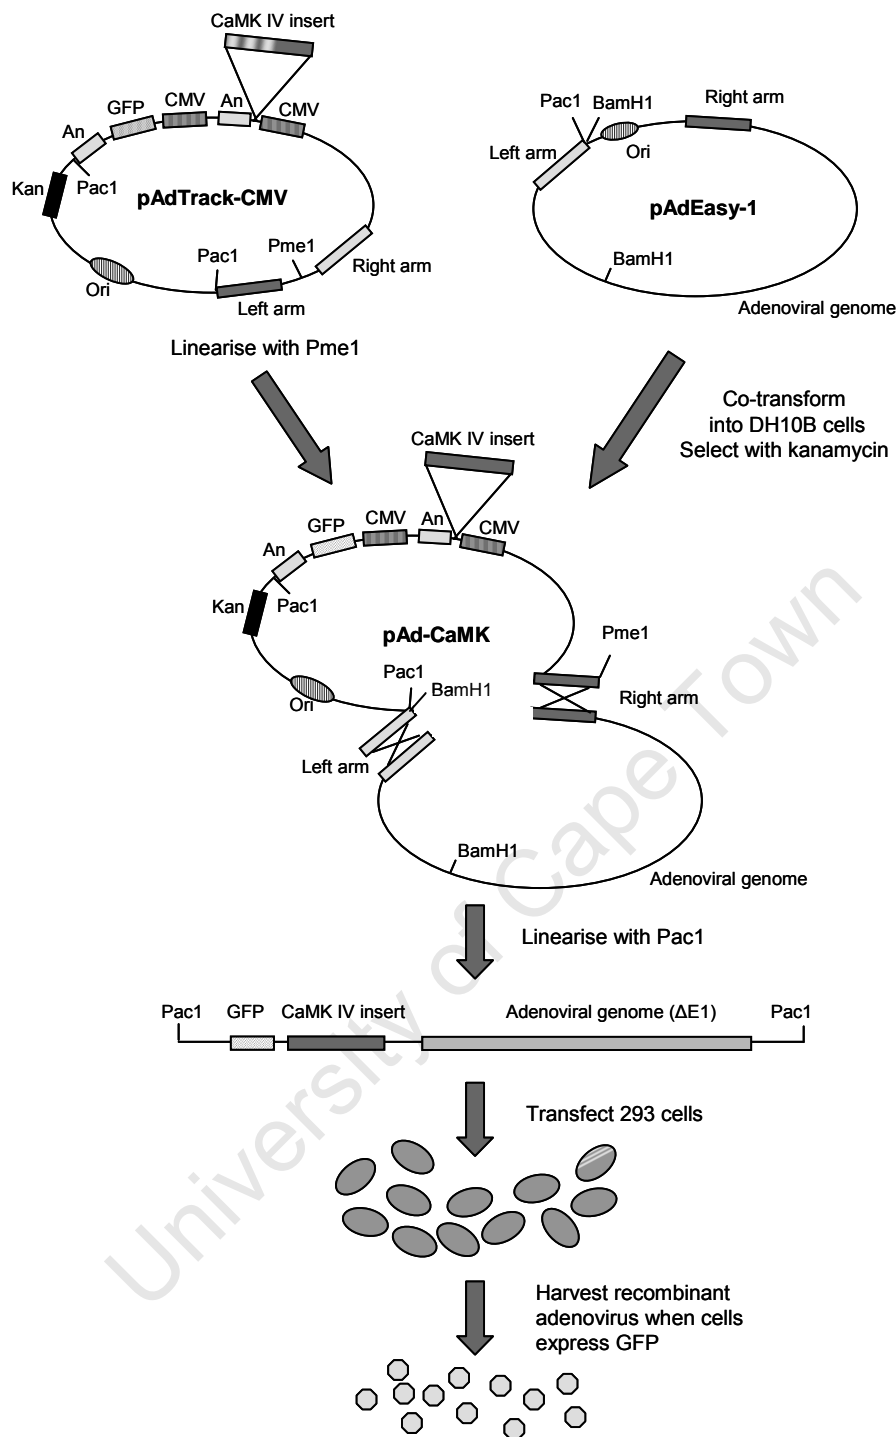 CaMK IV insert
An
GFP
CMV
An
CMV
Kan
Pac1
pAdTrack-CMV
Pac1
Pme1
Right arm
Ori
Left arm
Pac1
BamH1
Right arm
Left arm
Ori
pAdEasy-1
BamH1
Adenoviral genome
Linearise with Pme1
Co-transform
into DH10B cells
Select with kanamycin
CaMK IV insert
An
GFP
CMV
An
CMV
Kan
Pac1
pAd-CaMK
Pme1
Pac1
BamH1
Ori
Right arm
Left arm
BamH1
Adenoviral genome
Linearise with Pac1
Pac1
GFP
CaMK IV insert
Adenoviral genome (ΔE1)
Pac1
Transfect 293 cells
Harvest recombinant
adenovirus when cells
express GFP
University of Cape Town